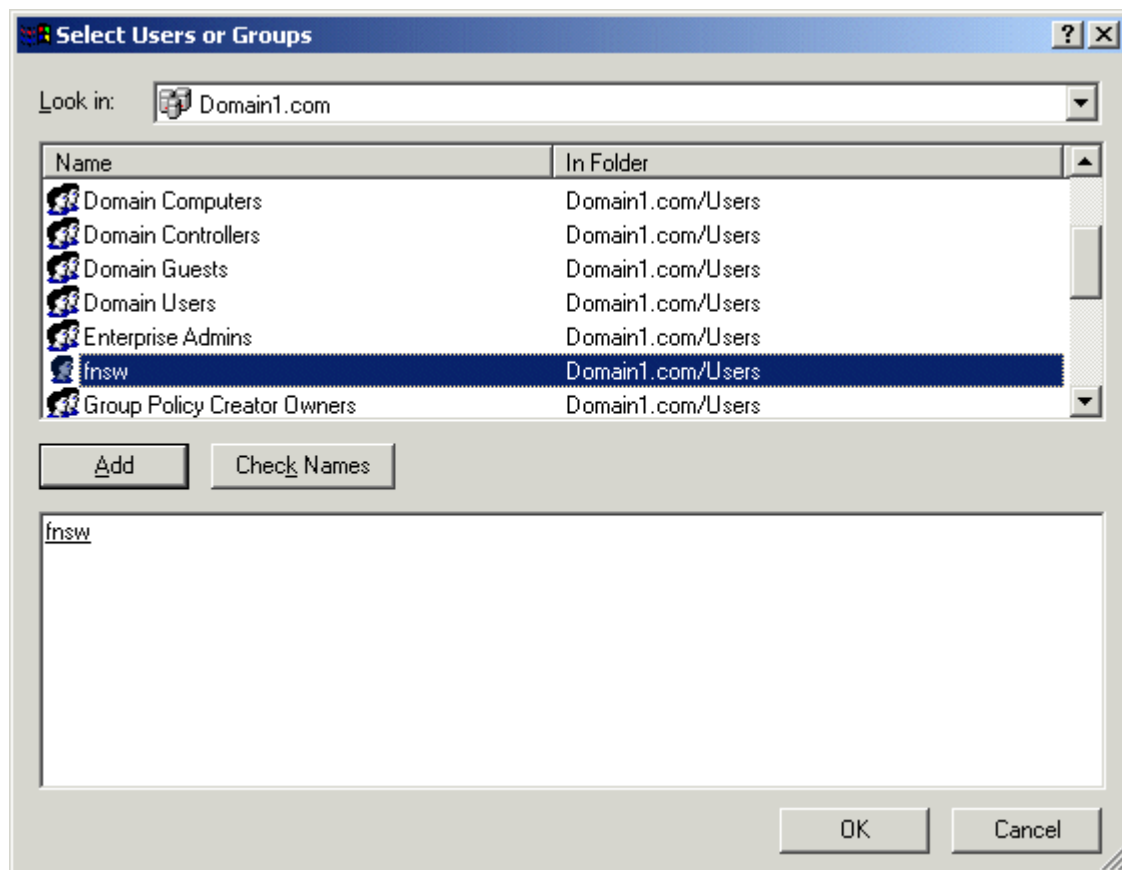 Select Users or Groups
Look in: Domain1.com
Name In Folder
Domain Computers Domain1.com/Users
Domain Controllers Domain1.com/Users
Domain Guests Domain1.com/Users
Domain Users Domain1.com/Users
Enterprise Admins Domain1.com/Users
fnsw Domain1.com/Users
Group Policy Creator Owners Domain1.com/Users
Add Check Names
fnsw
OK Cancel